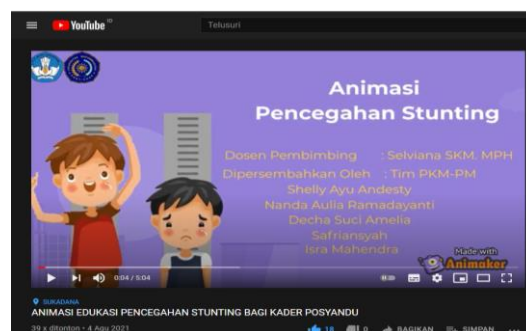 YouTube ID
Telusuri
Animasi
Pencegahan Stunting
Dosen Pembimbing : Selviana SKM. MPH
Dipersembahkan Oleh : Tim PKM-PM
Shelly Ayu Andesty
Nanda Aulia Ramadayanti
Decha Suci Amelia
Safriansyah
Isra Mahendra
Made with
Animaker
0:04 / 5:04
SUKADANA
ANIMASI EDUKASI PENCEGAHAN STUNTING BAGI KADER POSYANDU
39 x ditonton • 4 Agu 2021
18
0
BAGIKAN
SIMPAN